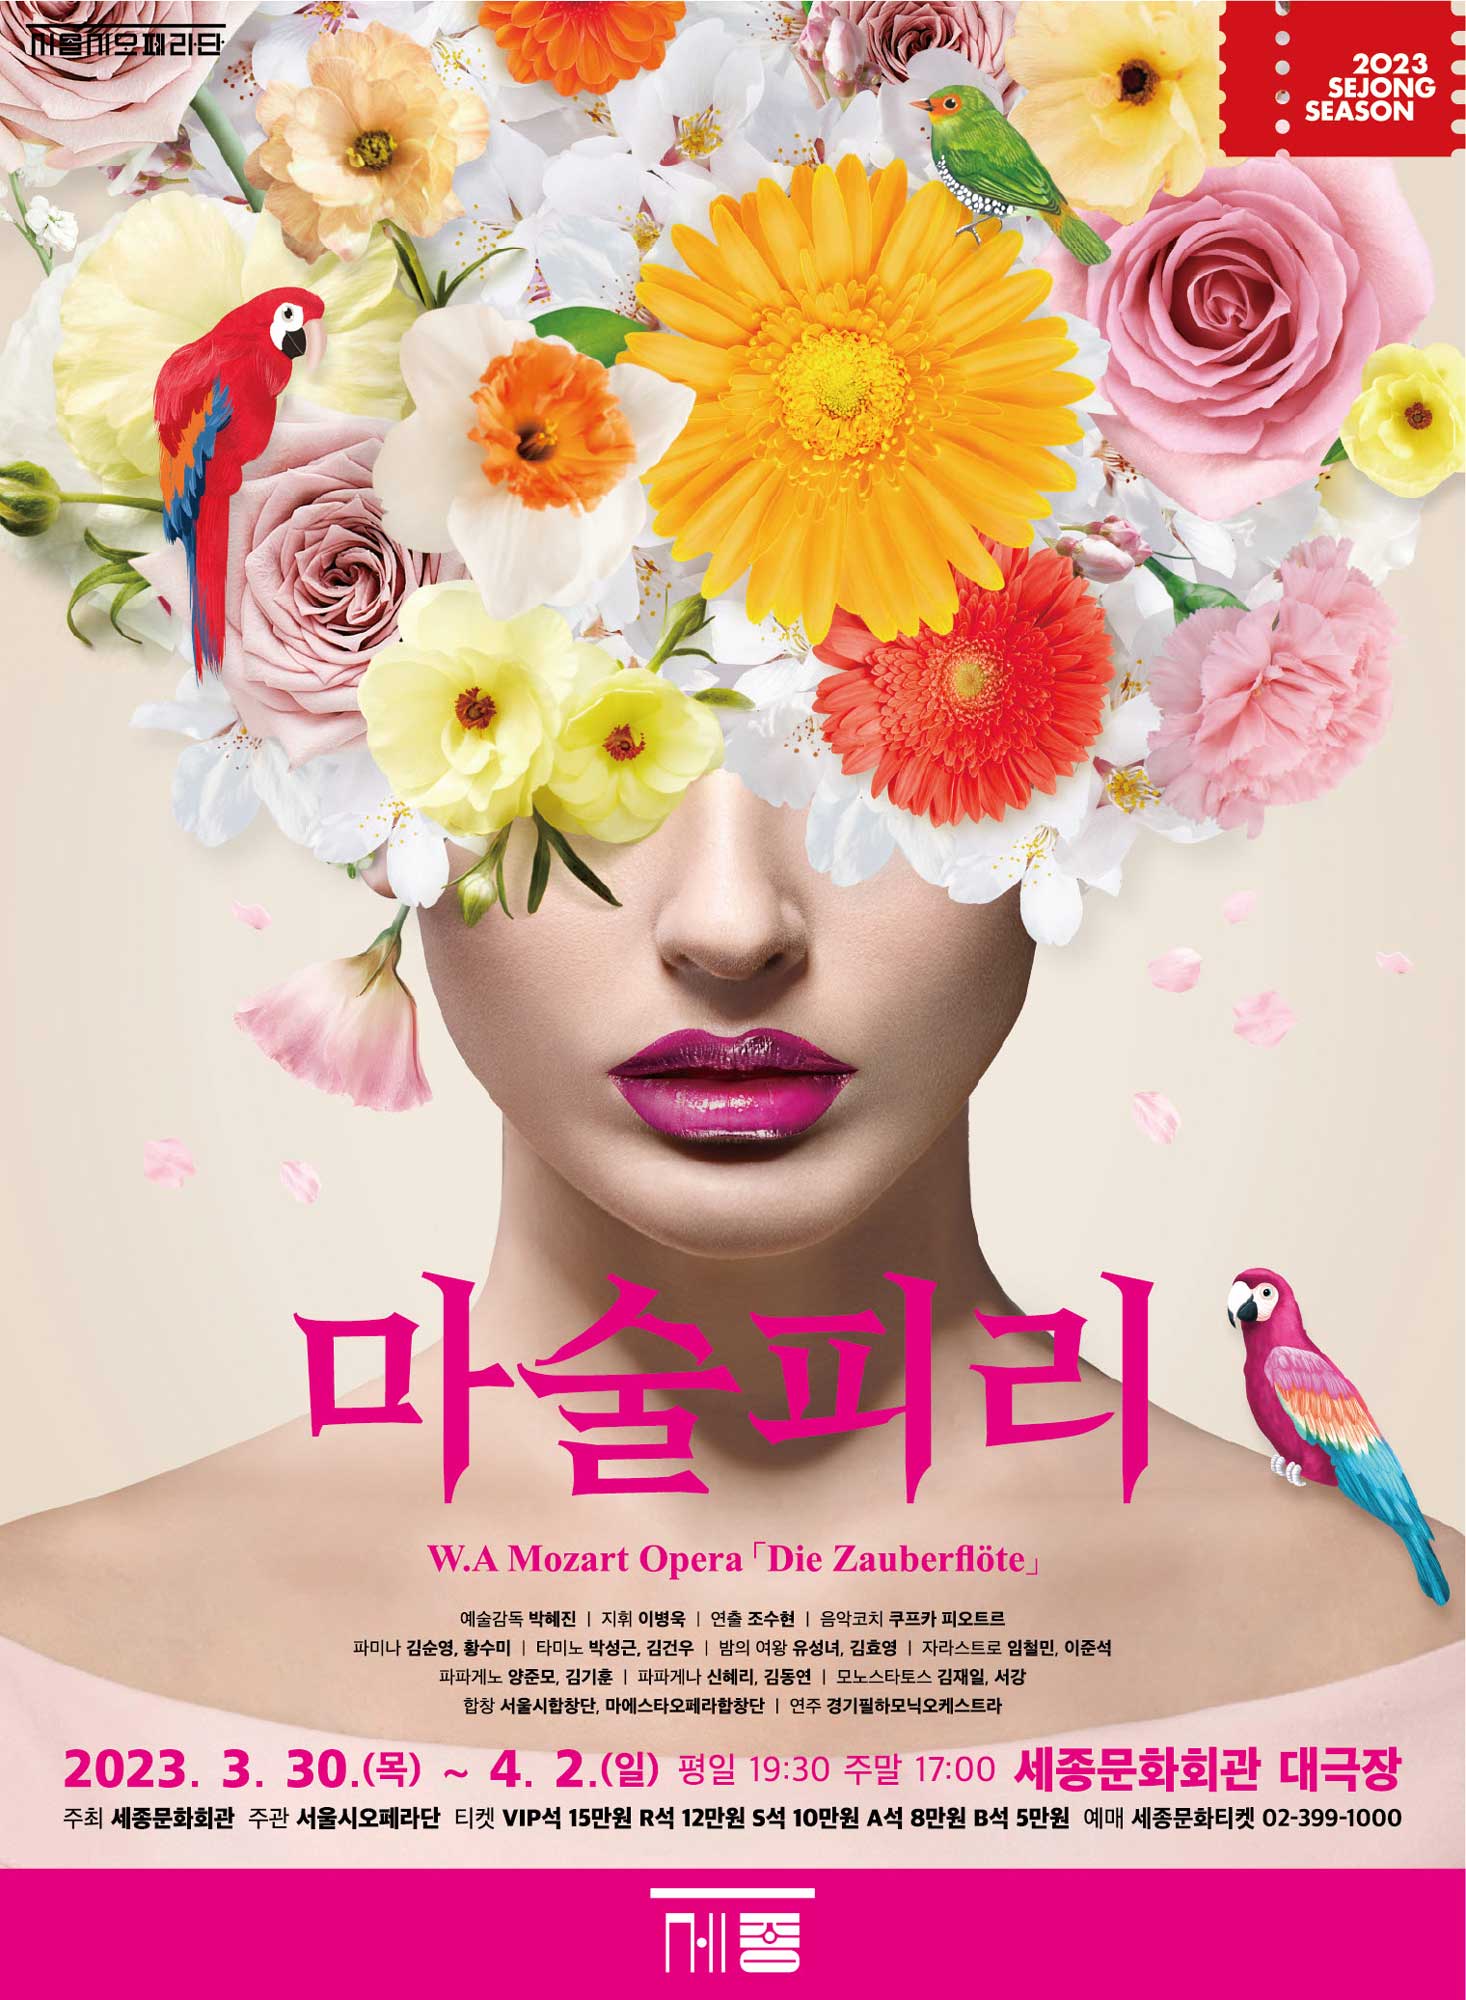 서울시오페라단
2023
SEJONG
SEASON
마술피리
W.A Mozart Opera「Die Zauberflöte」
예술감독 박혜진 | 지휘 이병욱 | 연출 조수현 | 음악코치 쿠프카 피오트르
파미나 김순영, 황수미 | 타미노 박성근, 김건우 | 밤의 여왕 유성녀, 김효영 | 자라스트로 임철민, 이준석
파파게노 양준모, 김기훈 | 파파게나 신혜리, 김동연 | 모노스타토스 김재일, 서강
합창 서울시합창단, 마에스타오페라합창단 | 연주 경기필하모닉오케스트라
2023. 3. 30.(목) ~ 4. 2.(일) 평일 19:30 주말 17:00 세종문화회관 대극장
주최 세종문화회관 주관 서울시오페라단 티켓 VIP석 15만원 R석 12만원 S석 10만원 A석 8만원 B석 5만원 예매 세종문화티켓 02-399-1000
세종